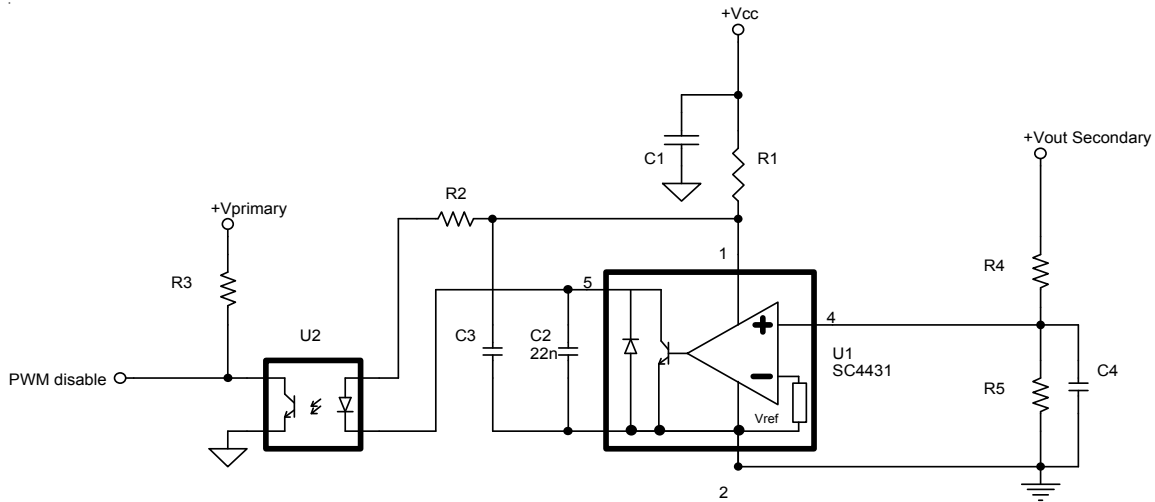 +Vcc
C1
R1
+Vout Secondary
R2
+Vprimary
1
R3
5
R4
U2
C3
C2
22n
4
U1
SC4431
PWM disable
R5
C4
Vref
2